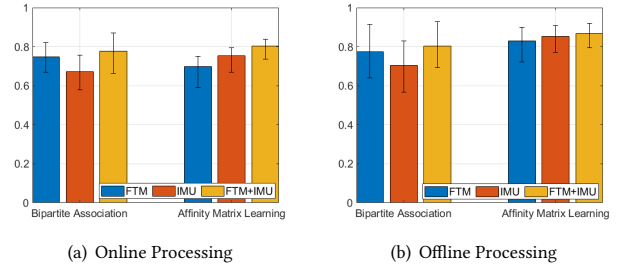 1
0.8
0.6
0.4
0.2
0
FTM IMU FTM+IMU
Bipartite Association Affinity Matrix Learning
(a) Online Processing
1
0.8
0.6
0.4
0.2
0
FTM IMU FTM+IMU
Bipartite Association Affinity Matrix Learning
(b) Offline Processing